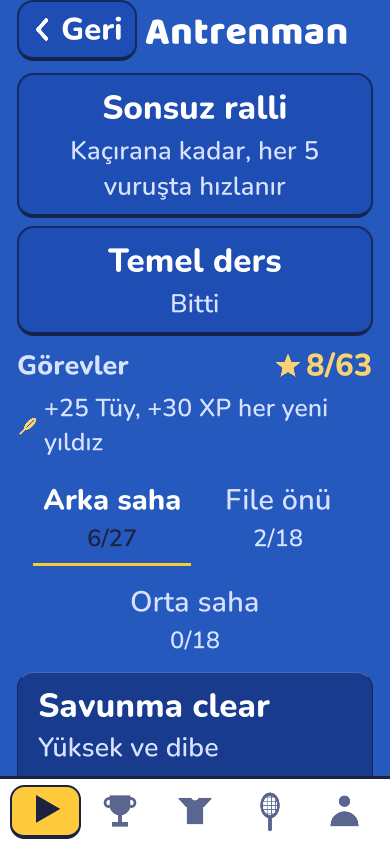 Geri
Antrenman
Sonsuz ralli
Kaçırana kadar, her 5
vuruşta hızlanır
Temel ders
Bitti
Görevler
8/63
+25 Tüy, +30 XP her yeni
yıldız
Arka saha
File önü
6/27
2/18
Orta saha
0/18
Savunma clear
Yüksek ve dibe